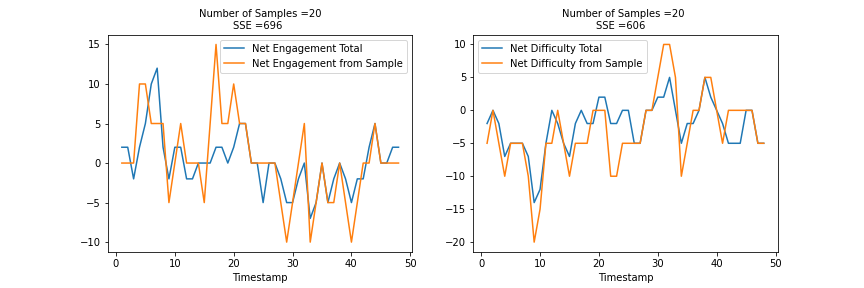 Number of Samples =20
SSE =696
Net Engagement Total
Net Engagement from Sample
15
10
5
0
−5
−10
0
10
20
30
40
50
Timestamp
Number of Samples =20
SSE =606
Net Difficulty Total
Net Difficulty from Sample
10
5
0
−5
−10
−15
−20
0
10
20
30
40
50
Timestamp